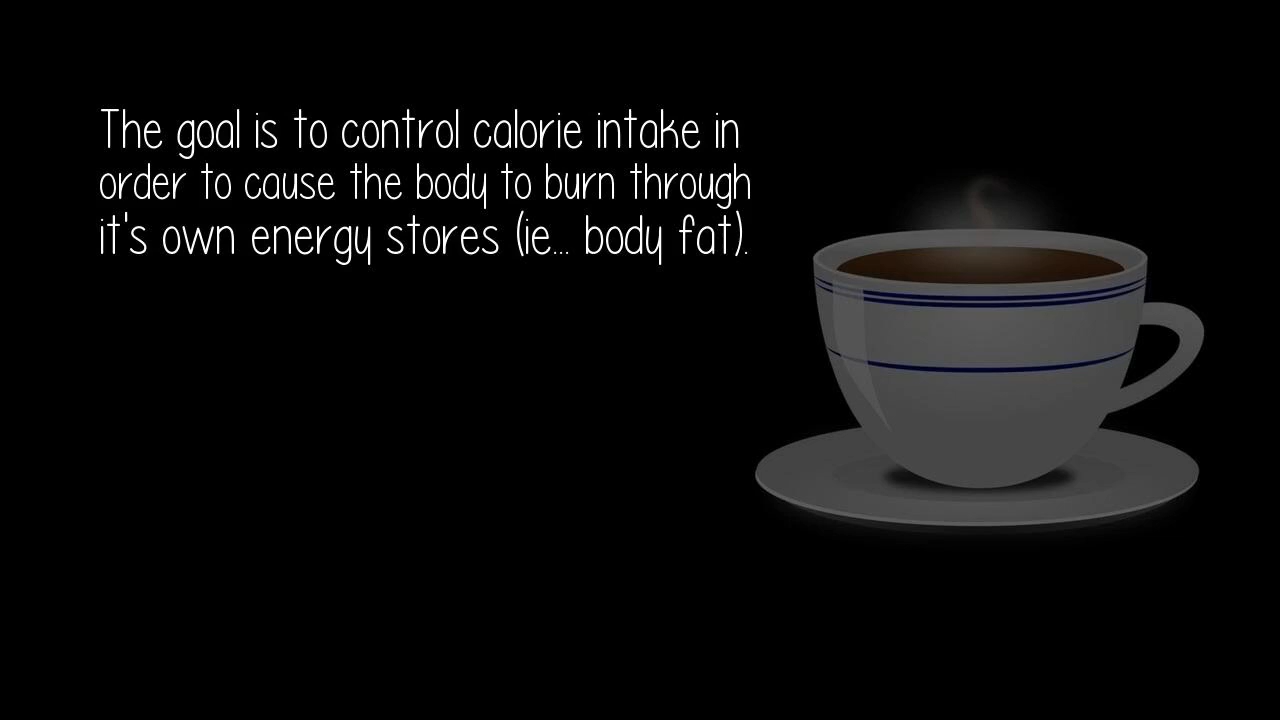 The goal is to control calorie intake in
order to cause the body to burn through
it's own energy stores (ie... body fat).